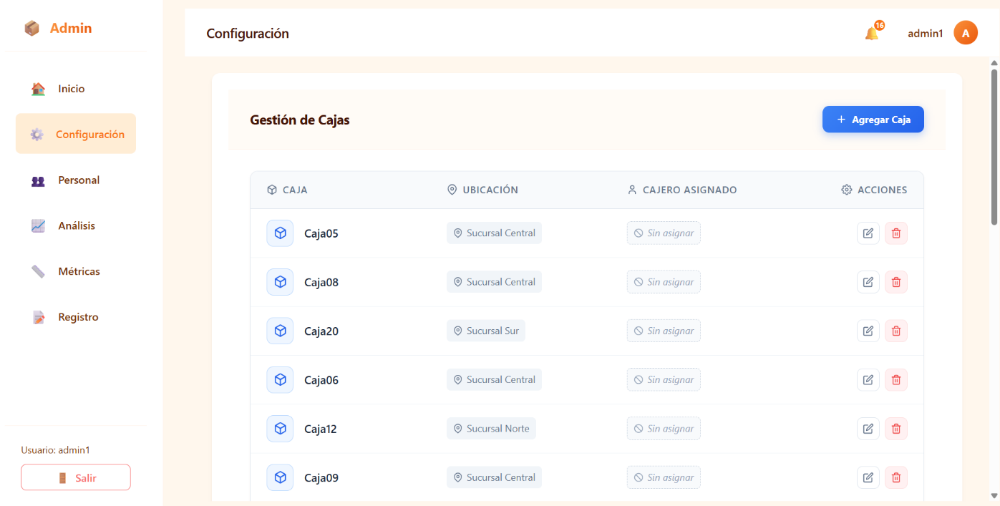 Admin
Configuración
16
admin1
A
Inicio
Configuración
Personal
Análisis
Métricas
Registro
Usuario: admin1
Salir
Gestión de Cajas
+ Agregar Caja
CAJA UBICACIÓN CAJERO ASIGNADO ACCIONES
Caja05 Sucursal Central Sin asignar
Caja08 Sucursal Central Sin asignar
Caja20 Sucursal Sur Sin asignar
Caja06 Sucursal Central Sin asignar
Caja12 Sucursal Norte Sin asignar
Caja09 Sucursal Central Sin asignar